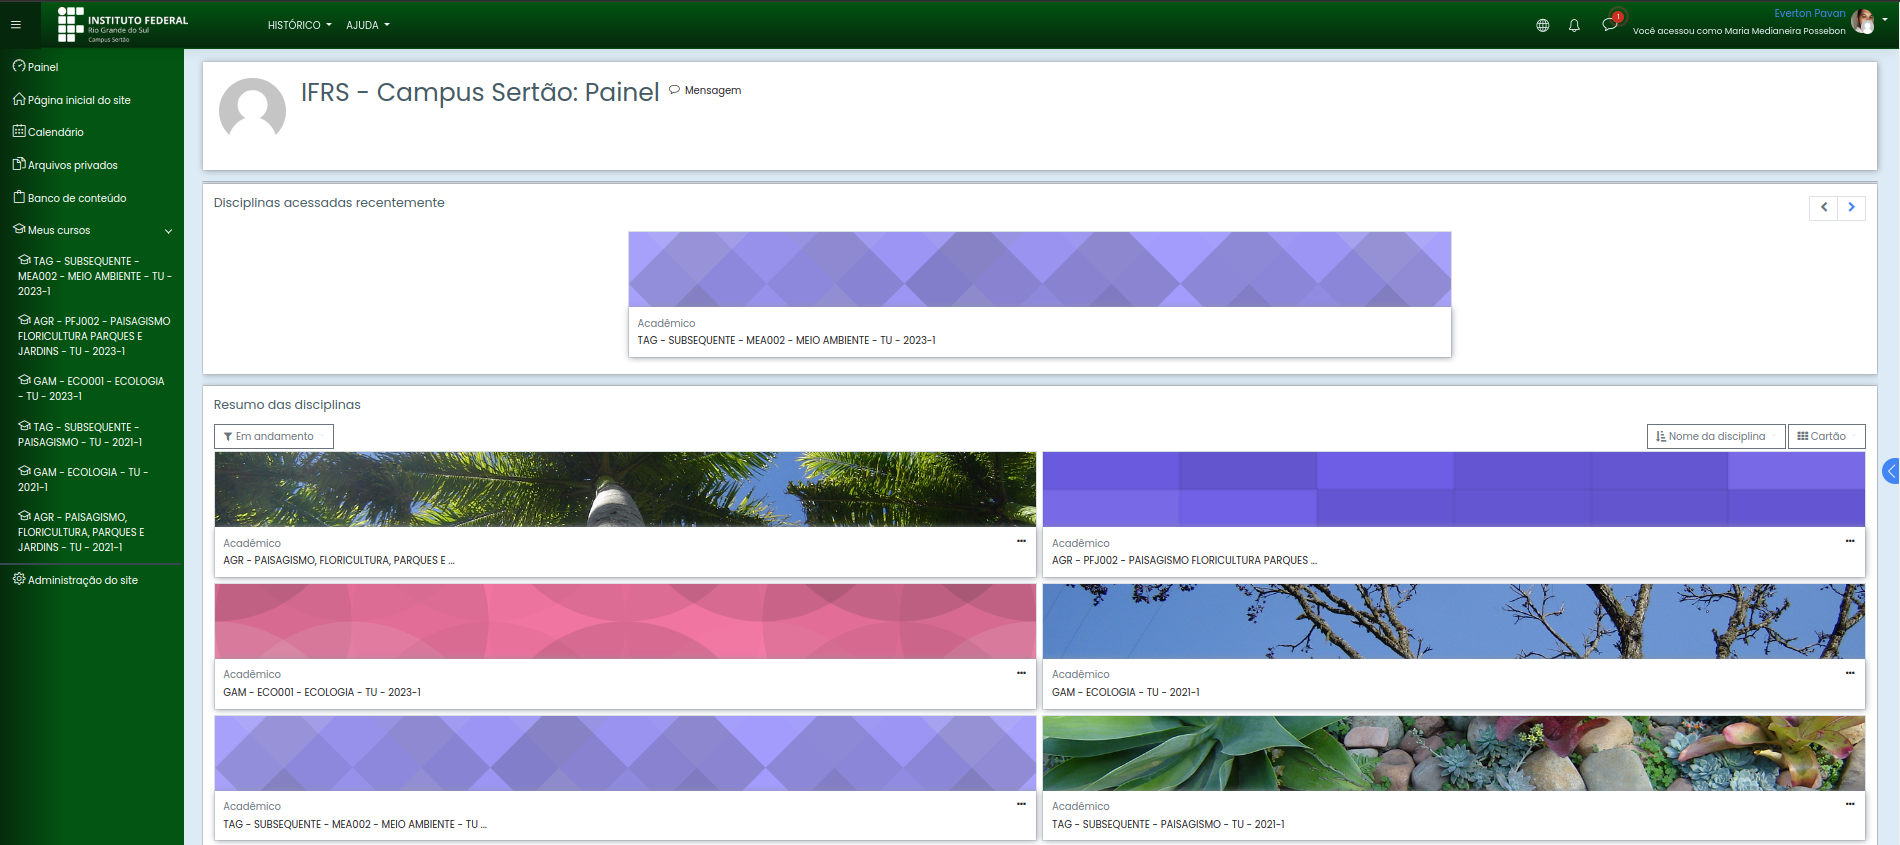 INSTITUTO FEDERAL
Rio Grande do Sul
Campus Sertão
HISTÓRICO
AJUDA
1
Everton Pavan
Você acessou como Maria Medianeira Possebon
Painel
Página inicial do site
Calendário
Arquivos privados
Banco de conteúdo
Meus cursos
TAG - SUBSEQUENTE -
MEA002 - MEIO AMBIENTE - TU -
2023-1
AGR - PFJ002 - PAISAGISMO
FLORICULTURA PARQUES E
JARDINS - TU - 2023-1
GAM - ECO001 - ECOLOGIA
- TU - 2023-1
TAG - SUBSEQUENTE -
PAISAGISMO - TU - 2021-1
GAM - ECOLOGIA - TU -
2021-1
AGR - PAISAGISMO,
FLORICULTURA, PARQUES E
JARDINS - TU - 2021-1
Administração do site
IFRS - Campus Sertão: Painel
Mensagem
Disciplinas acessadas recentemente
Acadêmico
TAG - SUBSEQUENTE - MEA002 - MEIO AMBIENTE - TU - 2023-1
Resumo das disciplinas
Em andamento
Nome da disciplina
Cartão
Acadêmico
AGR - PAISAGISMO, FLORICULTURA, PARQUES E ...
Acadêmico
AGR - PFJ002 - PAISAGISMO FLORICULTURA PARQUES ...
Acadêmico
GAM - ECO001 - ECOLOGIA - TU - 2023-1
Acadêmico
GAM - ECOLOGIA - TU - 2021-1
Acadêmico
TAG - SUBSEQUENTE - MEA002 - MEIO AMBIENTE - TU ...
Acadêmico
TAG - SUBSEQUENTE - PAISAGISMO - TU - 2021-1